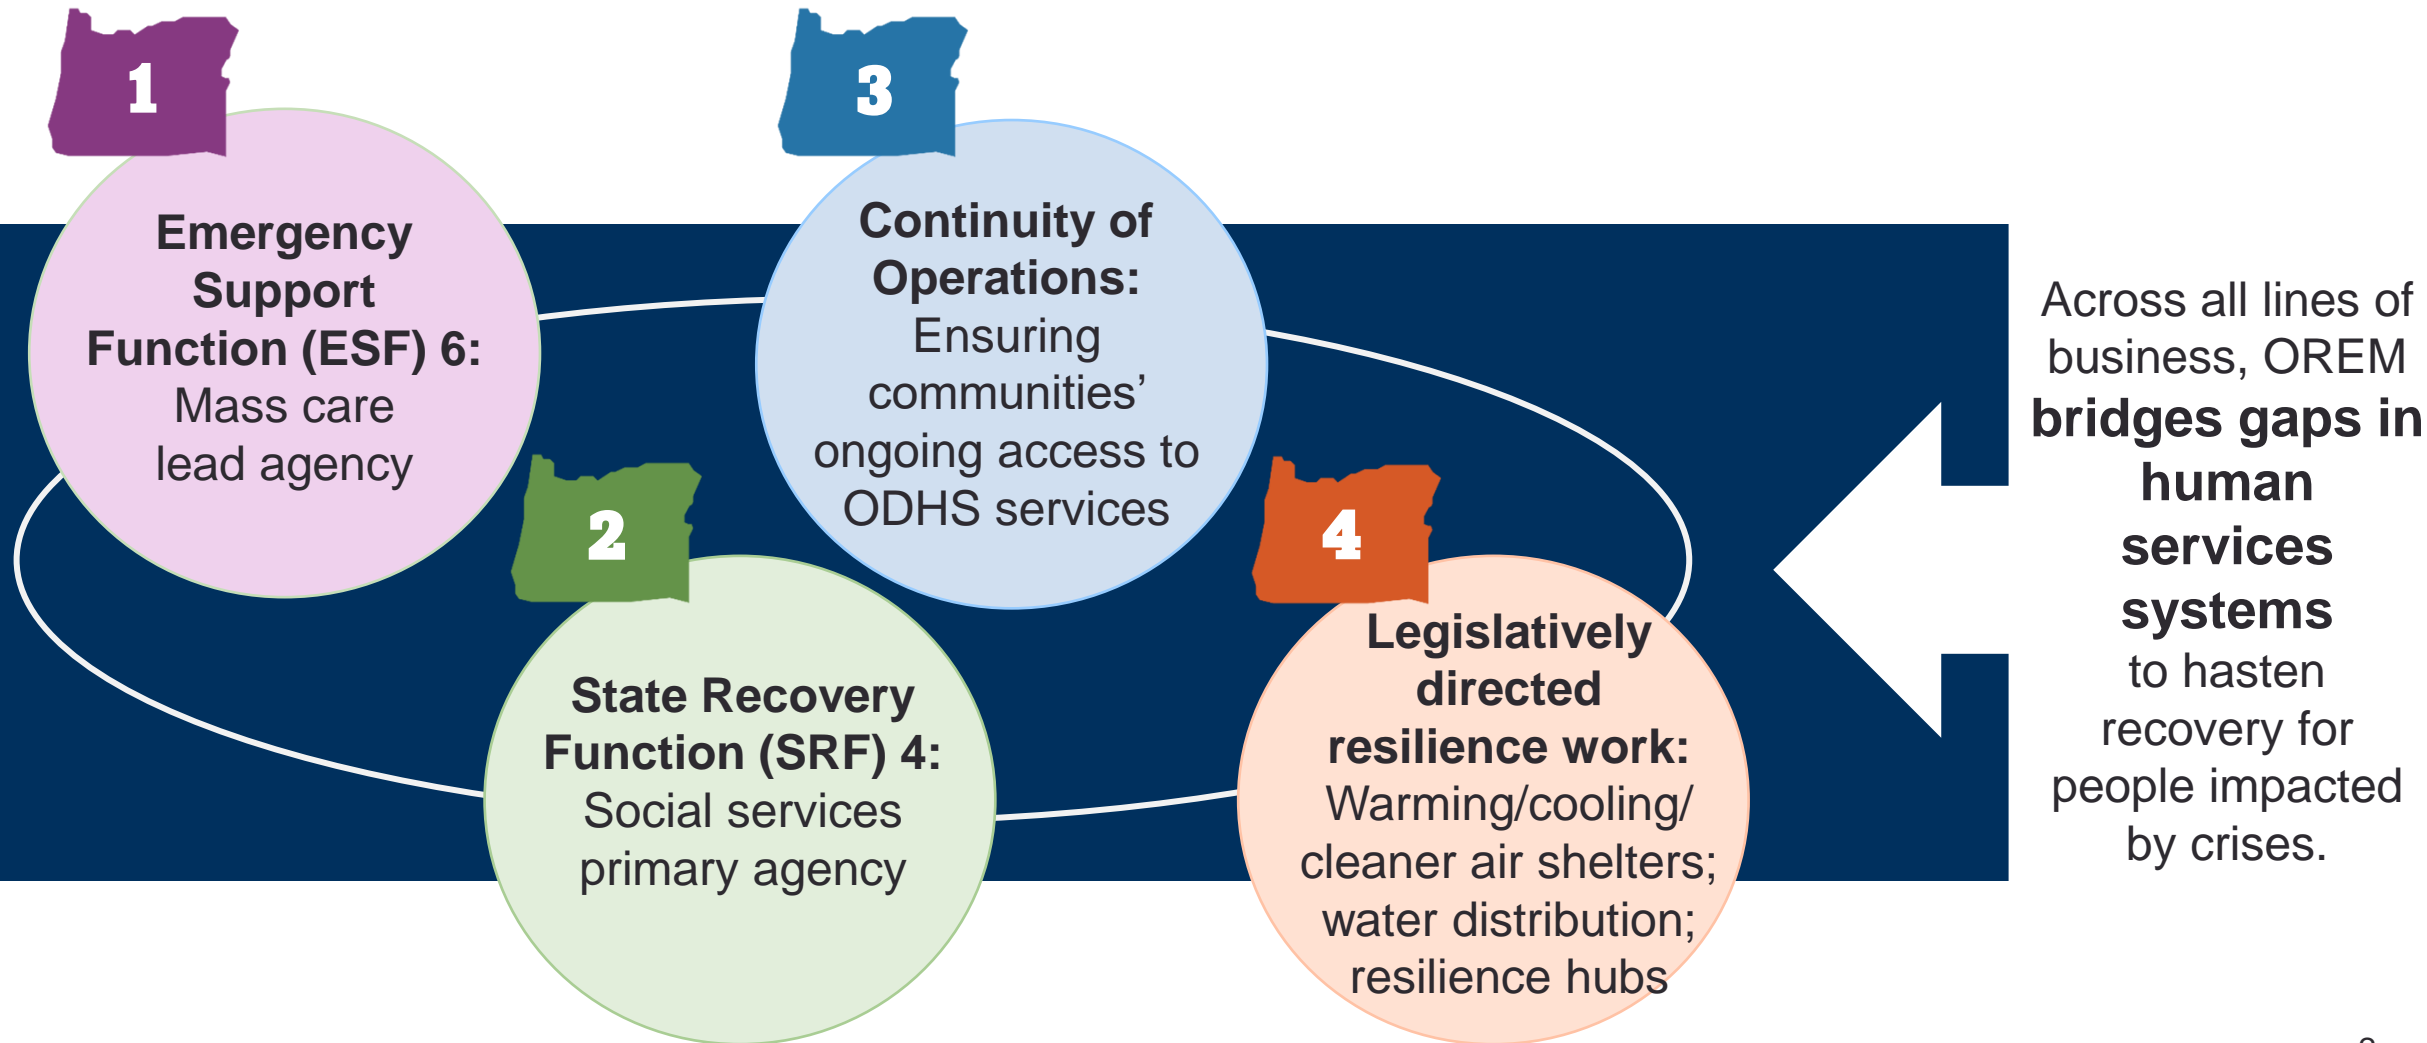 1
Emergency
Support
Function (ESF) 6:
Mass care
lead agency
2
State Recovery
Function (SRF) 4:
Social services
primary agency
3
Continuity of
Operations:
Ensuring
communities’
ongoing access to
ODHS services
4
Legislatively
directed
resilience work:
Warming/cooling/
cleaner air shelters;
water distribution;
resilience hubs
Across all lines of
business, OREM
bridges gaps in
human
services
systems
to hasten
recovery for
people impacted
by crises.